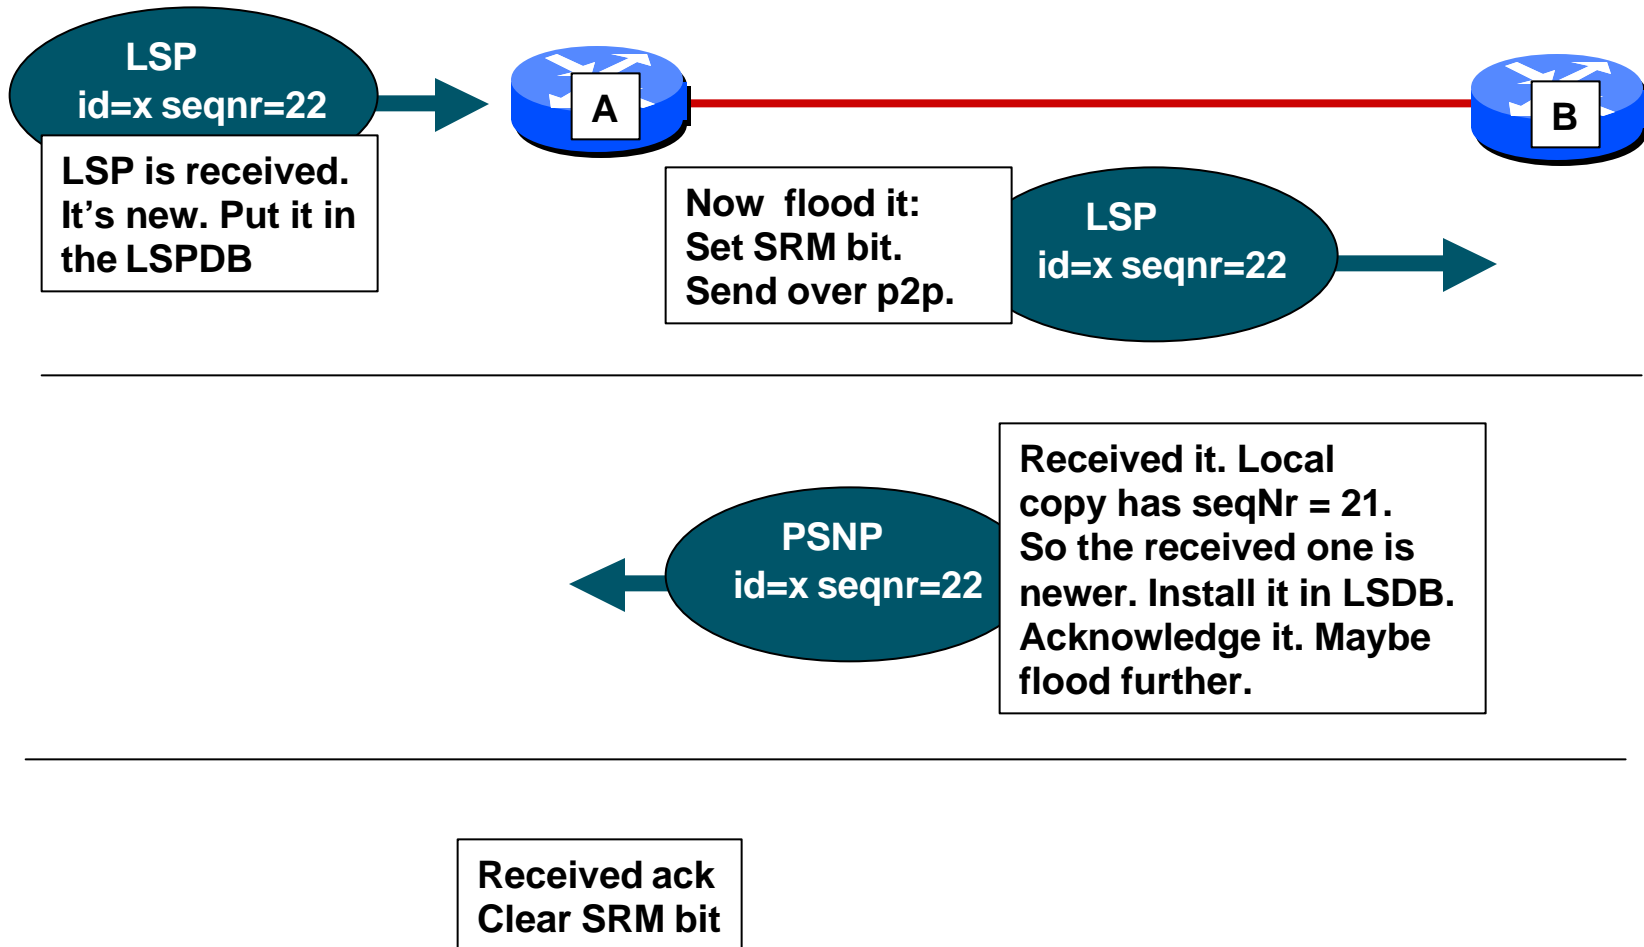 LSP
id=x seqnr=22
A
B
LSP is received.
It’s new. Put it in
the LSPDB
Now flood it:
Set SRM bit.
Send over p2p.
LSP
id=x seqnr=22
Received it. Local
copy has seqNr = 21.
So the received one is
newer. Install it in LSDB.
Acknowledge it. Maybe
flood further.
PSNP
id=x seqnr=22
Received ack
Clear SRM bit